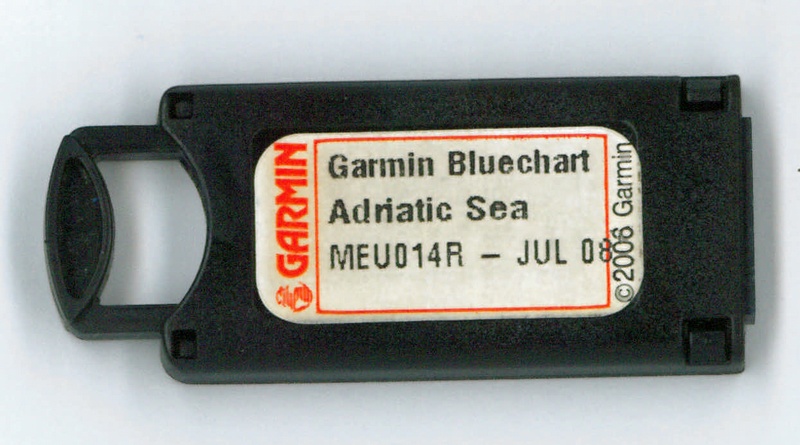 GARMIN
Garmin Bluechart
Adriatic Sea
MEU014R – JUL 08
©2006 Garmin